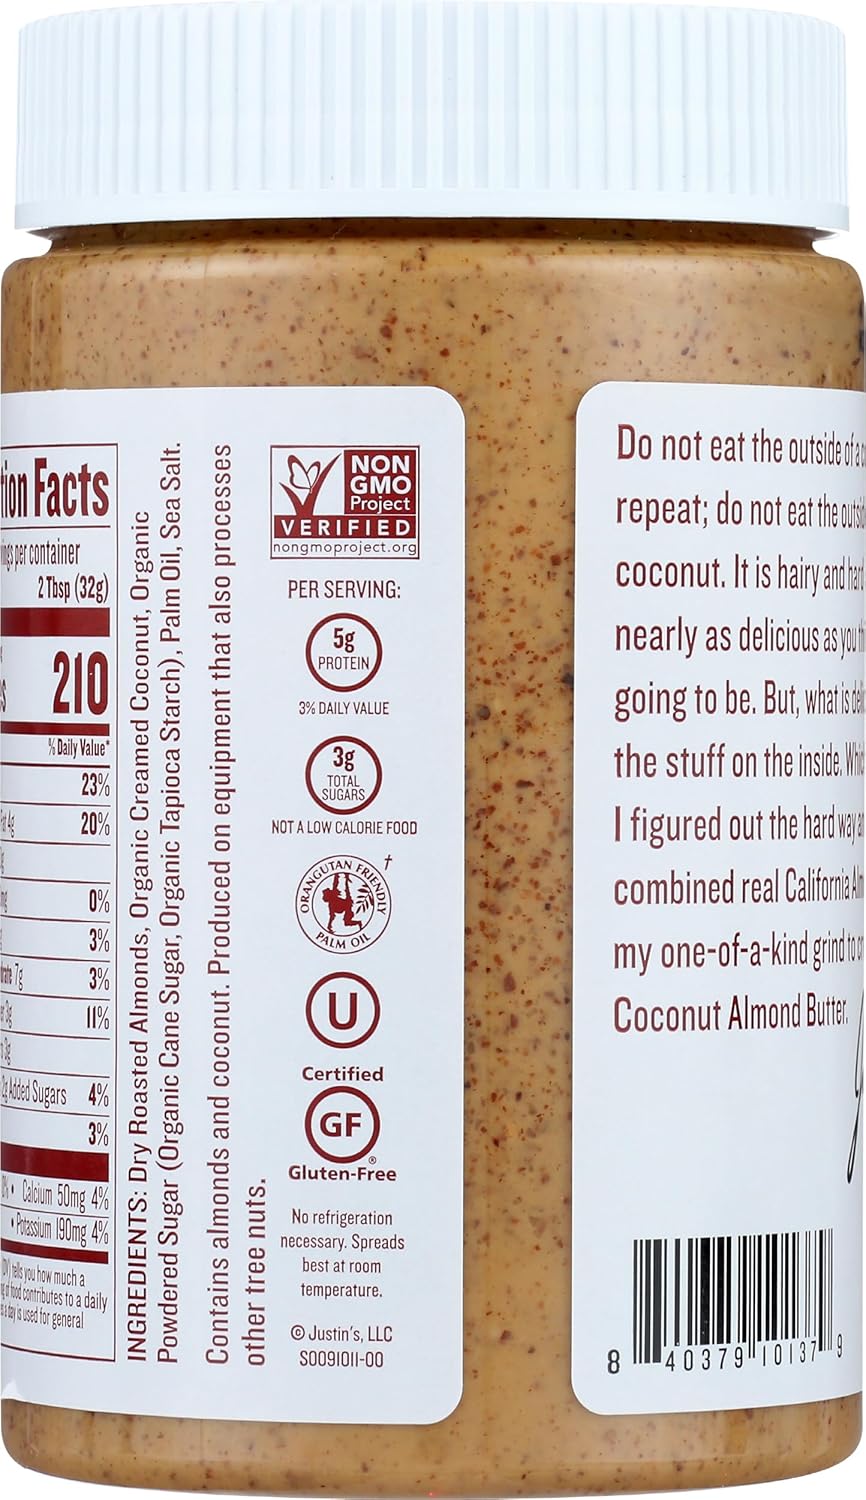 tion Facts
per container
2 Tbsp (32g)
210
% Daily Value*
23%
Fat 4g 20%
0%
3%
7g 3%
3g 11%
3g
2g Added Sugars 4%
3%
• Calcium 50mg 4%
• Potassium 190mg 4%
(DV) tells you how much a
of food contributes to a daily
a day is used for general
INGREDIENTS: Dry Roasted Almonds, Organic Creamed Coconut, Organic
Powdered Sugar (Organic Cane Sugar, Organic Tapioca Starch), Palm Oil, Sea Salt.
Contains almonds and coconut. Produced on equipment that also processes
other tree nuts.
NON
GMO
Project
VERIFIED
nongmoproject.org
PER SERVING:
5g
PROTEIN
3% DAILY VALUE
3g
TOTAL
SUGARS
NOT A LOW CALORIE FOOD
ORANGUTAN FRIENDLY †
PALM OIL
U
Certified
GF
®
Gluten-Free
No refrigeration
necessary. Spreads
best at room
temperature.
© Justin's, LLC
S0091011-00
Do not eat the outside of a
repeat; do not eat the
coconut. It is hairy and
nearly as delicious as you
going to be. But, what is
the stuff on the inside.
I figured out the hard way
combined real California
my one-of-a-kind grind to
Coconut Almond Butter.
8 40379 10137 9